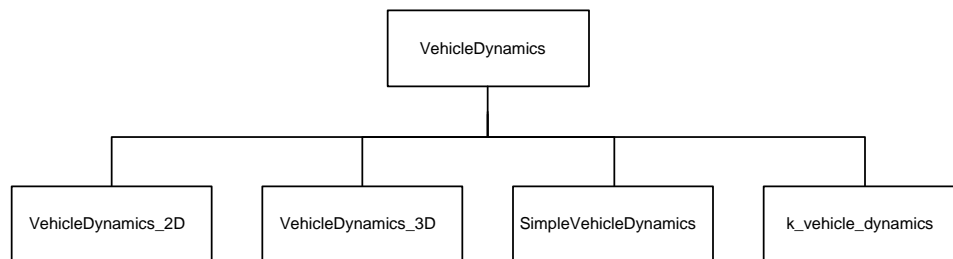 VehicleDynamics
VehicleDynamics_2D
VehicleDynamics_3D
SimpleVehicleDynamics
k_vehicle_dynamics